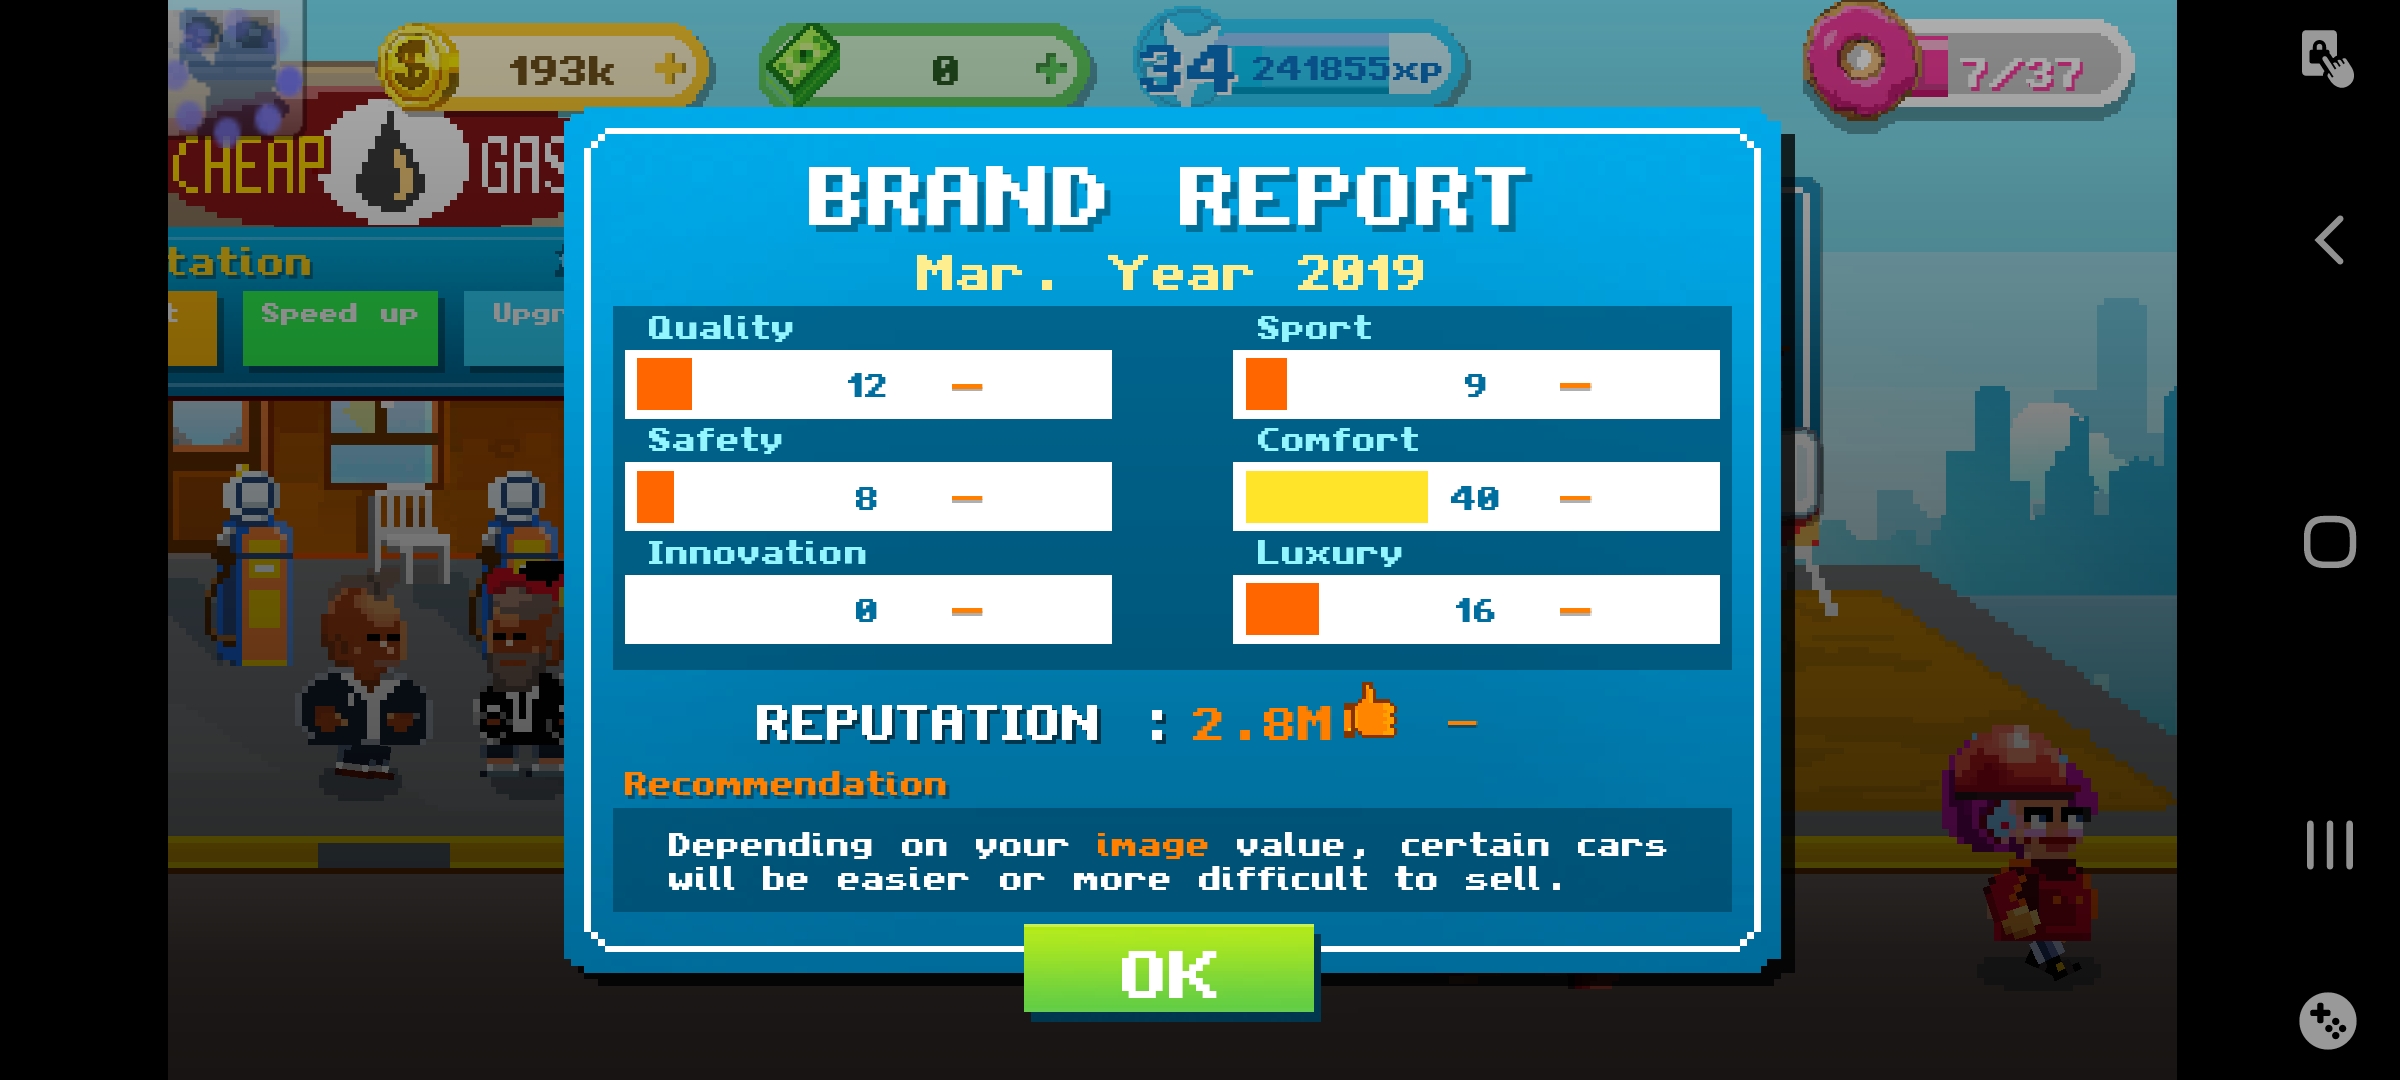 193k
0
34 241855xp
7/37
CHEAP GAS
tation
t Speed up Upgr
BRAND REPORT
Mar. Year 2019
Quality Sport
12 – 9 –
Safety Comfort
8 – 40 –
Innovation Luxury
0 – 16 –
REPUTATION : 2.8M –
Recommendation
Depending on your image value, certain cars
will be easier or more difficult to sell.
OK